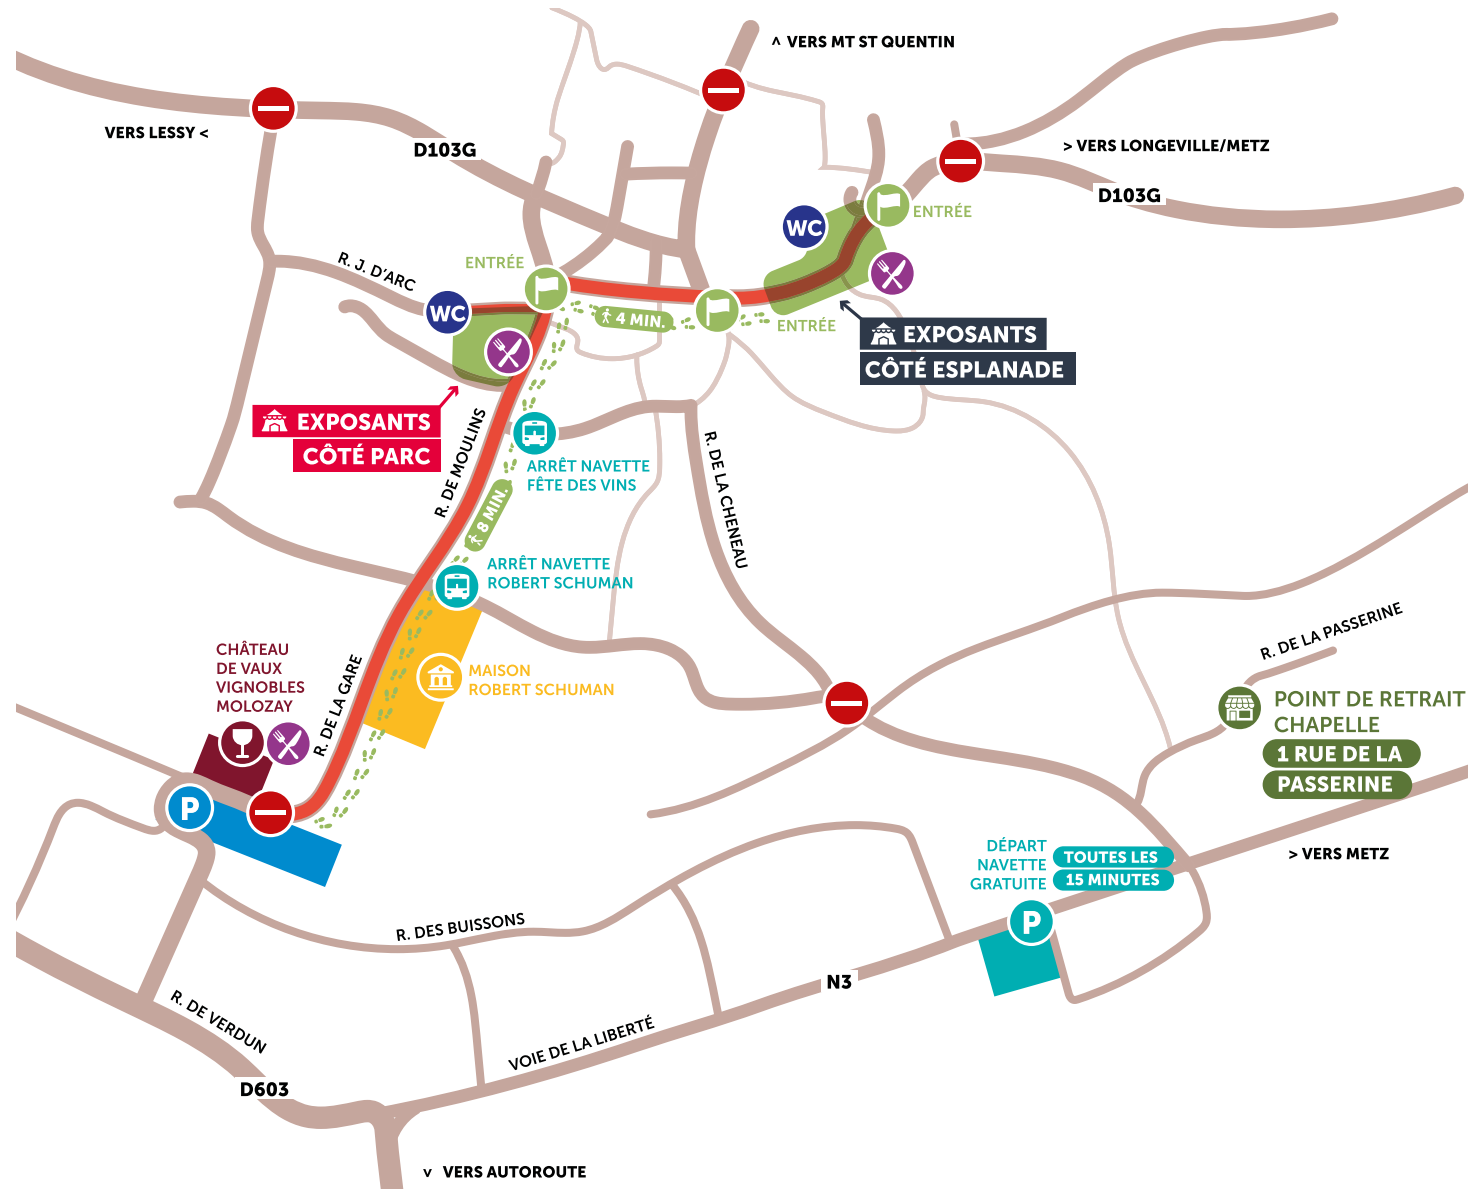 ^ VERS MT ST QUENTIN
VERS LESSY <
D103G
> VERS LONGEVILLE/METZ
D103G
ENTRÉE
WC
R. J. D'ARC
ENTRÉE
WC
4 MIN.
ENTRÉE
EXPOSANTS
CÔTÉ ESPLANADE
EXPOSANTS
CÔTÉ PARC
R. DE MOULINS
ARRÊT NAVETTE
FÊTE DES VINS
R. DE LA CHENEAU
8 MIN.
ARRÊT NAVETTE
ROBERT SCHUMAN
R. DE LA PASSERINE
CHÂTEAU
DE VAUX
VIGNOBLES
MOLOZAY
R. DE LA GARE
MAISON
ROBERT SCHUMAN
POINT DE RETRAIT
CHAPELLE
1 RUE DE LA
PASSERINE
P
DÉPART
NAVETTE
GRATUITE
TOUTES LES
15 MINUTES
> VERS METZ
P
R. DES BUISSONS
N3
R. DE VERDUN
VOIE DE LA LIBERTÉ
D603
v VERS AUTOROUTE